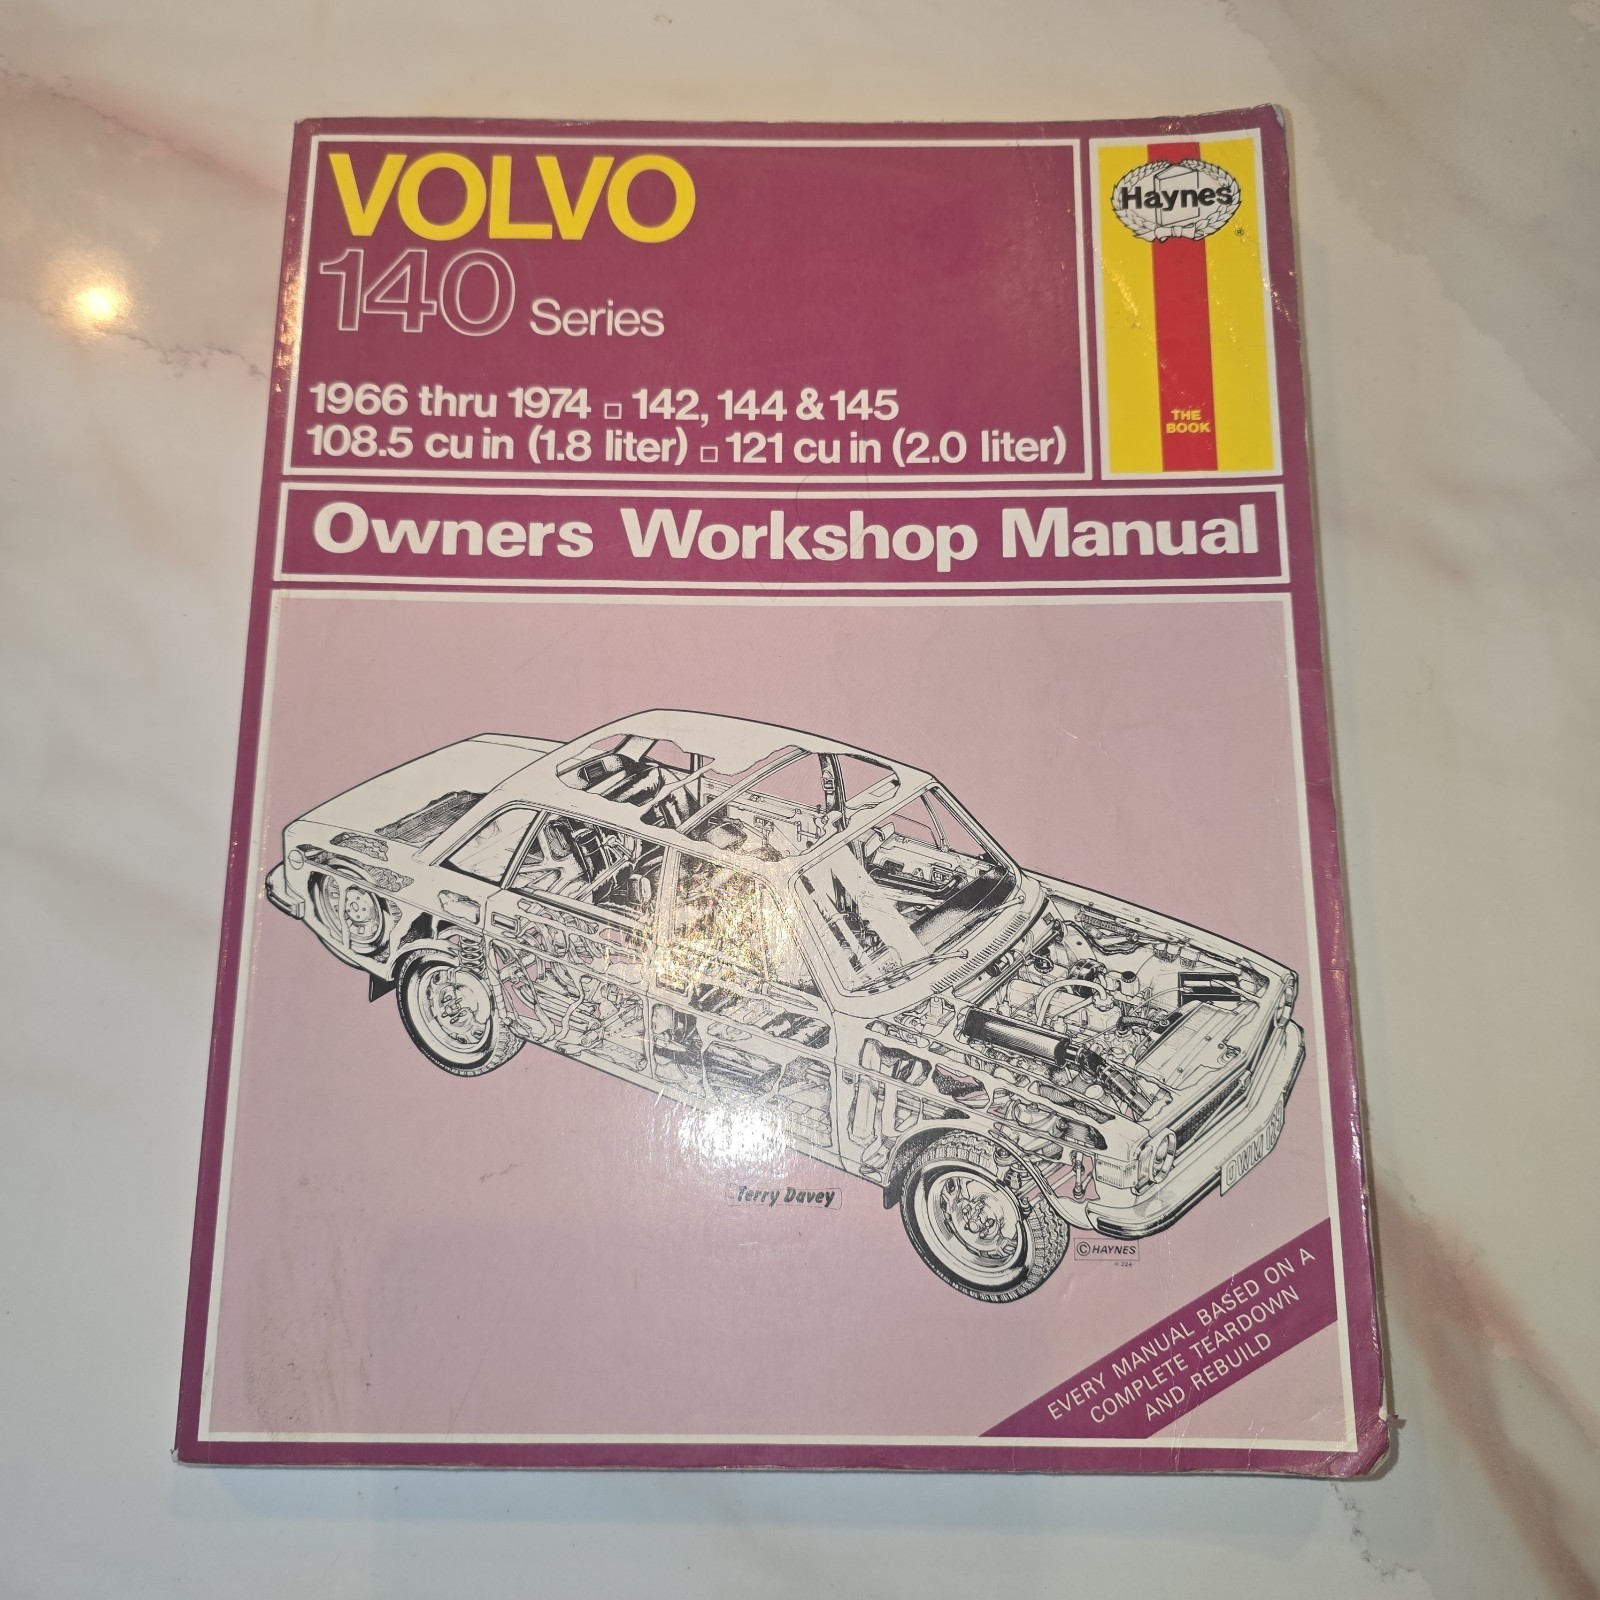 VOLVO
140 Series
1966 thru 1974 □ 142, 144 & 145
108.5 cu in (1.8 liter) □ 121 cu in (2.0 liter)
Haynes
®
THE
BOOK
Owners Workshop Manual
Terry Davey
© HAYNES
EVERY MANUAL BASED ON A
COMPLETE TEARDOWN
AND REBUILD